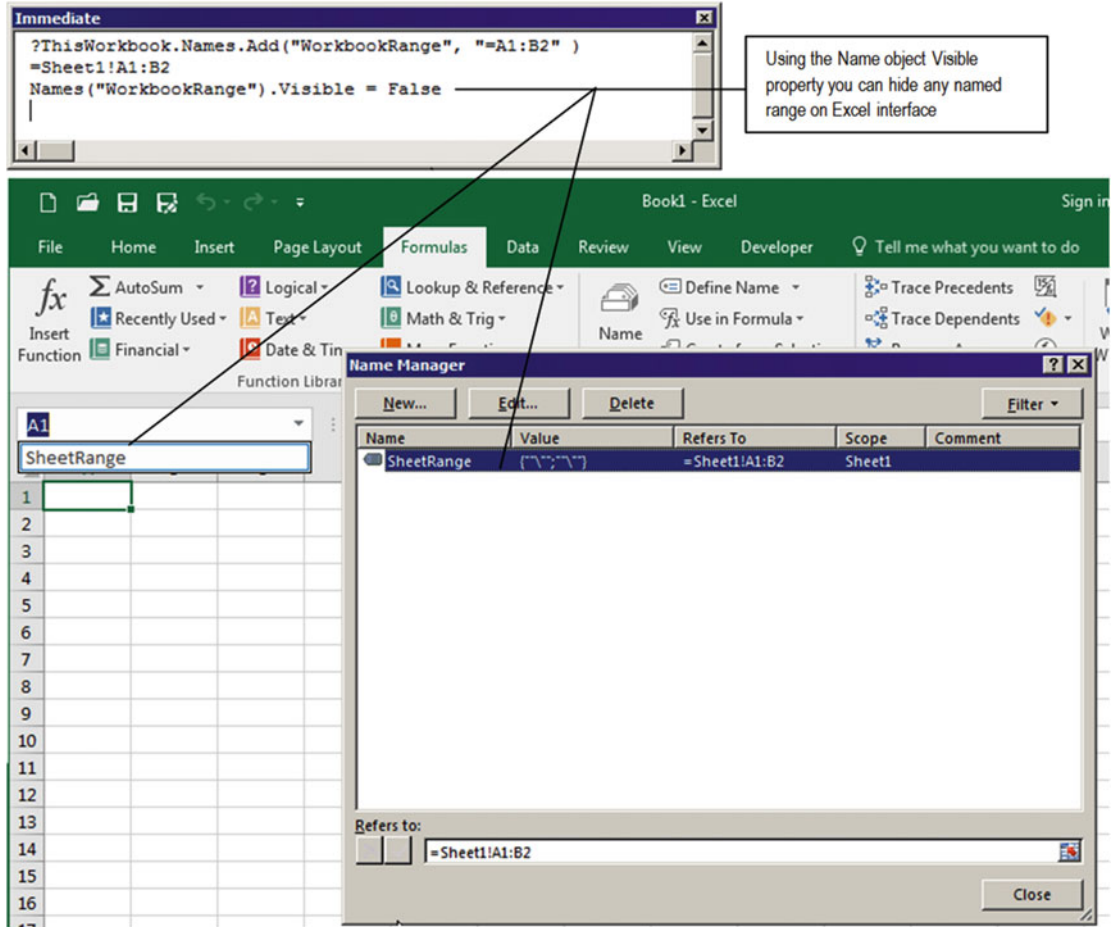 Immediate
?ThisWorkbook.Names.Add("WorkbookRange", "=A1:B2" )
=Sheet1!A1:B2
Names("WorkbookRange").Visible = False
Using the Name object Visible
property you can hide any named
range on Excel interface
Book1 - Excel
Sign in
File Home Insert Page Layout Formulas Data Review View Developer Tell me what you want to do
fx Insert Function
AutoSum
Recently Used
Financial
Logical
Text
Date & Tim
Lookup & Reference
Math & Trig
Name
Define Name
Use in Formula
Trace Precedents
Trace Dependents
Function Librar
A1
SheetRange
Name Manager
New... Edit... Delete Filter
Name Value Refers To Scope Comment
SheetRange {"\";"\"} =Sheet1!A1:B2 Sheet1
1
2
3
4
5
6
7
8
9
10
11
12
13
14
15
16
Refers to:
=Sheet1!A1:B2
Close